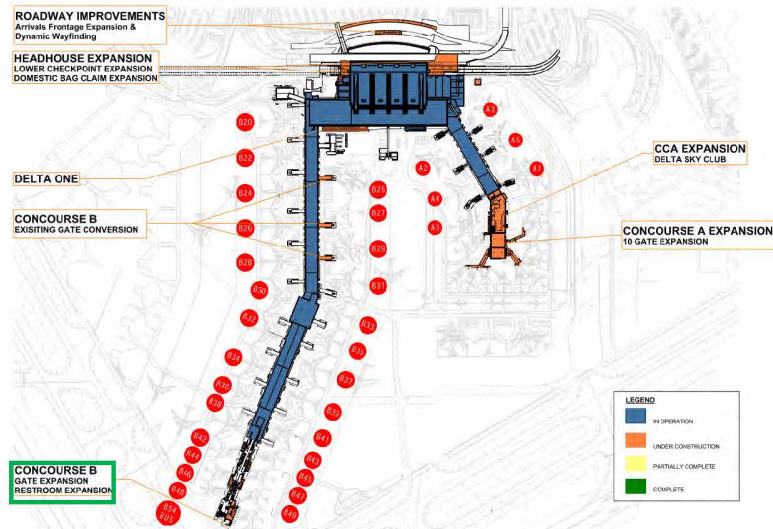 ROADWAY IMPROVEMENTS
Arrivals Frontage Expansion &
Dynamic Wayfinding
HEADHOUSE EXPANSION
LOWER CHECKPOINT EXPANSION
DOMESTIC BAG CLAIM EXPANSION
DELTA ONE
CONCOURSE B
EXISITING GATE CONVERSION
CONCOURSE B
GATE EXPANSION
RESTROOM EXPANSION
B20
B22
B24
B26
B28
B30
B32
B34
B36
B38
B42
B44
B46
B48
B54
BUS
B25
B27
B29
B31
B33
B35
B37
B39
B41
B43
B45
B47
B49
A2
A4
A3
A3
A5
A7
CCA EXPANSION
DELTA SKY CLUB
CONCOURSE A EXPANSION
10 GATE EXPANSION
LEGEND
IN OPERATION
UNDER CONSTRUCTION
PARTIALLY COMPLETE
COMPLETE